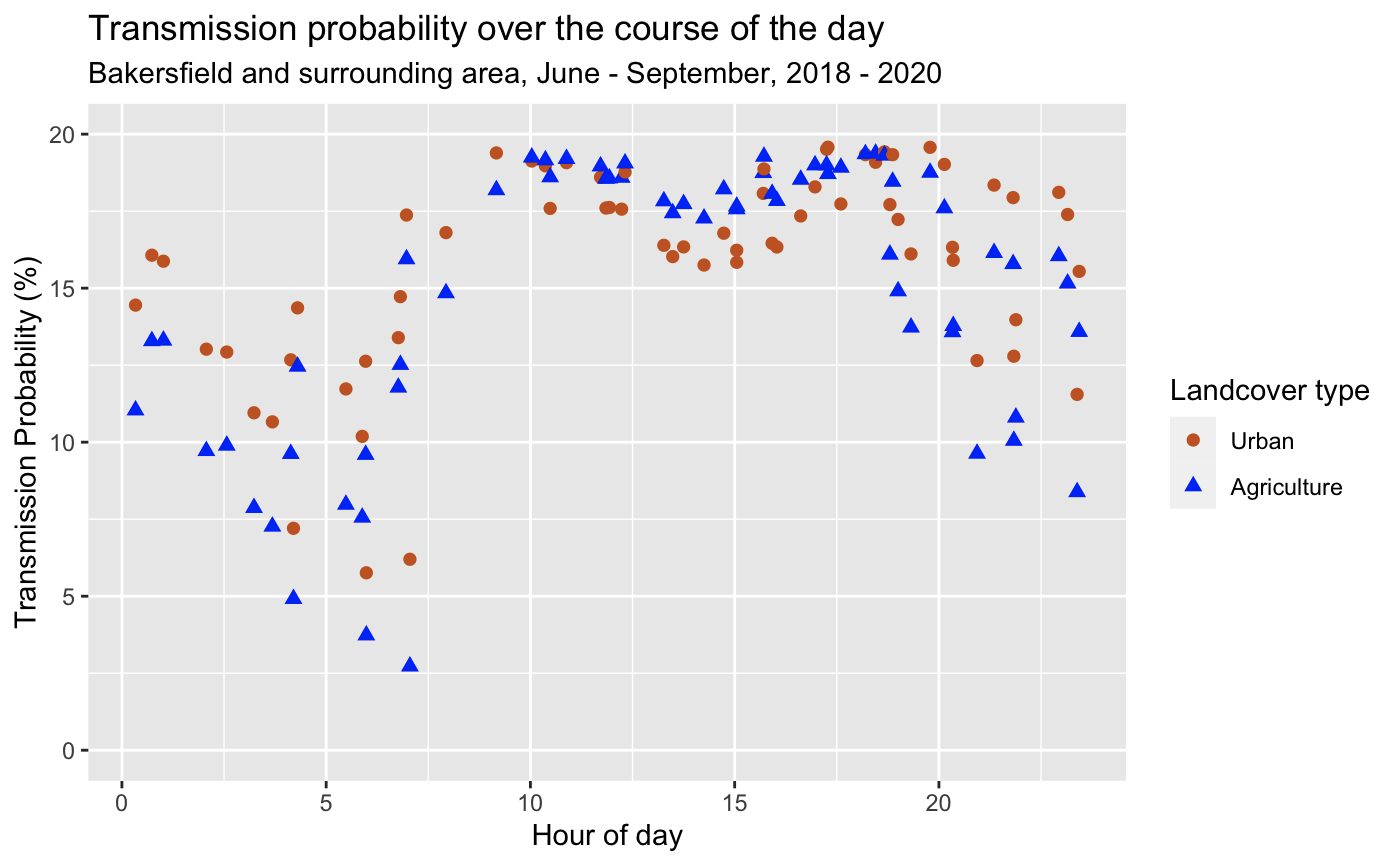 Transmission probability over the course of the day
Bakersfield and surrounding area, June - September, 2018 - 2020
Transmission Probability (%)
20
15
10
5
0
0 5 10 15 20
Hour of day
Landcover type
Urban
Agriculture